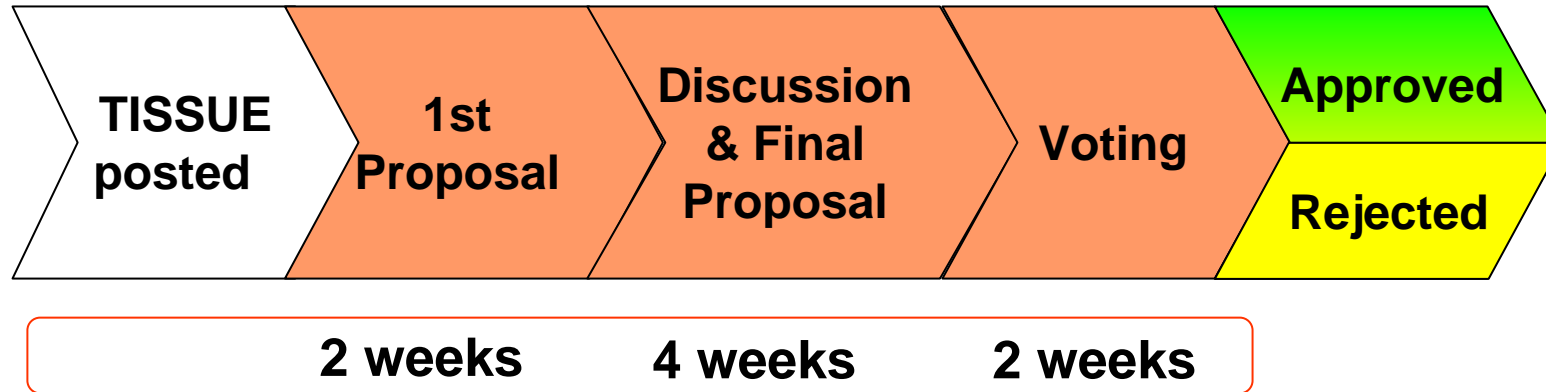 TISSUE
posted
1st
Proposal
Discussion
& Final
Proposal
Voting
Approved
Rejected
2 weeks
4 weeks
2 weeks